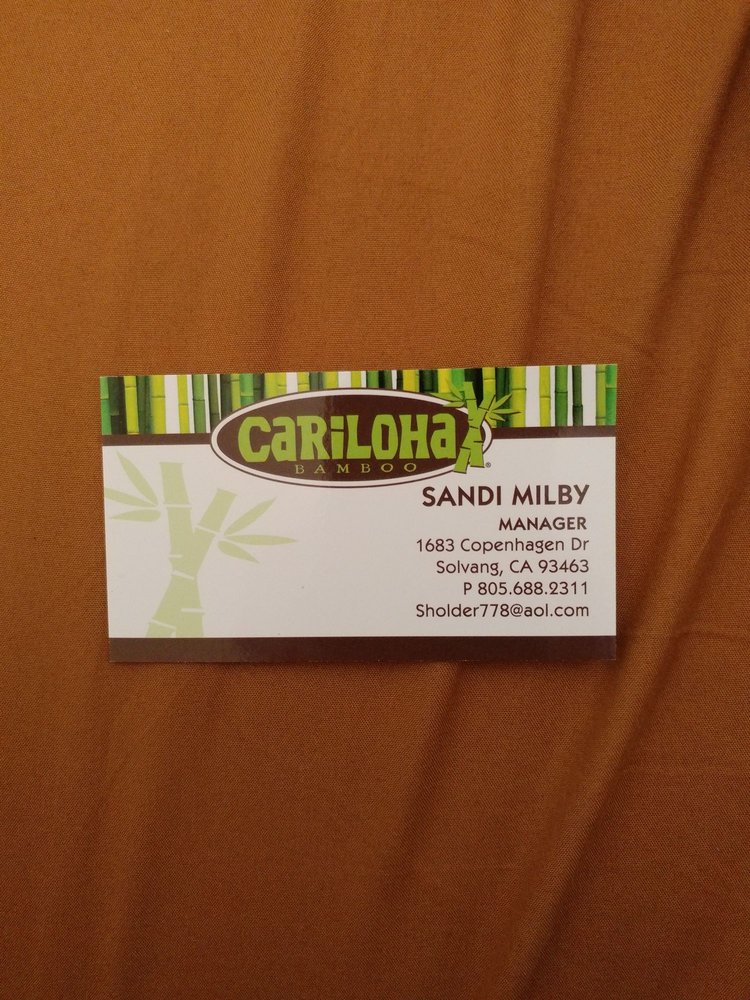 CARILOHA
BAMBOO
®
SANDI MILBY
MANAGER
1683 Copenhagen Dr
Solvang, CA 93463
P 805.688.2311
Sholder778@aol.com